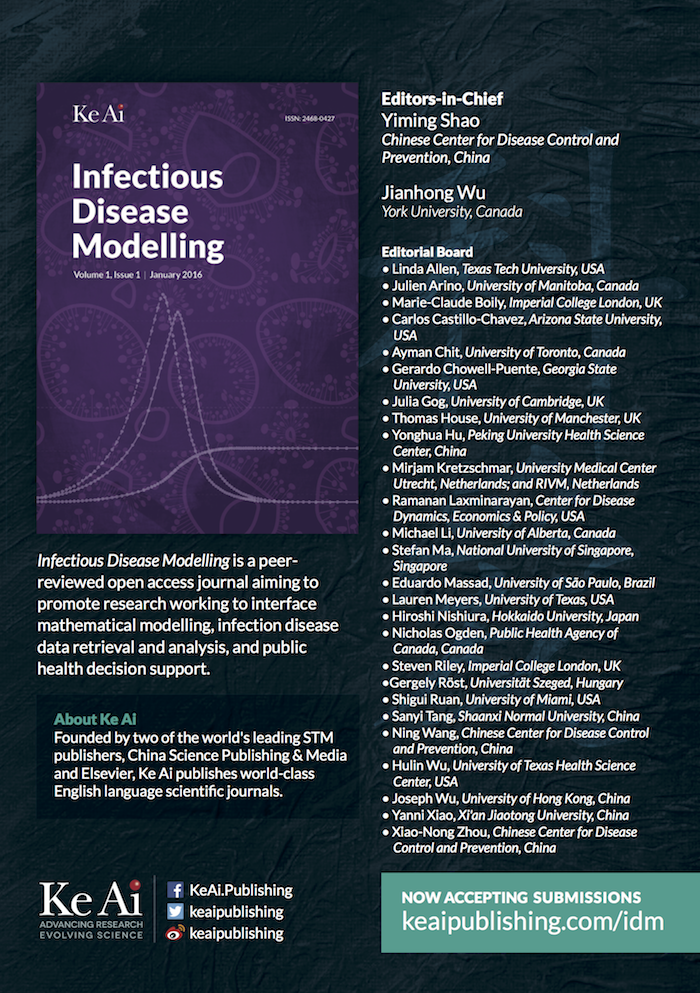 Ke Ai
ISSN: 2468-0427
Infectious
Disease
Modelling
Volume 1, Issue 1 | January 2016
Infectious Disease Modelling is a peer-
reviewed open access journal aiming to
promote research working to interface
mathematical modelling, infection disease
data retrieval and analysis, and public
health decision support.
About Ke Ai
Founded by two of the world's leading STM
publishers, China Science Publishing & Media
and Elsevier, Ke Ai publishes world-class
English language scientific journals.
Ke Ai
ADVANCING RESEARCH
EVOLVING SCIENCE
KeAi.Publishing
keaipublishing
keaipublishing
Editors-in-Chief
Yiming Shao
Chinese Center for Disease Control and
Prevention, China
Jianhong Wu
York University, Canada
Editorial Board
• Linda Allen, Texas Tech University, USA
• Julien Arino, University of Manitoba, Canada
• Marie-Claude Boily, Imperial College London, UK
• Carlos Castillo-Chavez, Arizona State University,
USA
• Ayman Chit, University of Toronto, Canada
• Gerardo Chowell-Puente, Georgia State
University, USA
• Julia Gog, University of Cambridge, UK
• Thomas House, University of Manchester, UK
• Yonghua Hu, Peking University Health Science
Center, China
• Mirjam Kretzschmar, University Medical Center
Utrecht, Netherlands; and RIVM, Netherlands
• Ramanan Laxminarayan, Center for Disease
Dynamics, Economics & Policy, USA
• Michael Li, University of Alberta, Canada
• Stefan Ma, National University of Singapore,
Singapore
• Eduardo Massad, University of São Paulo, Brazil
• Lauren Meyers, University of Texas, USA
• Hiroshi Nishiura, Hokkaido University, Japan
• Nicholas Ogden, Public Health Agency of
Canada, Canada
• Steven Riley, Imperial College London, UK
•Gergely Röst, Universität Szeged, Hungary
• Shigui Ruan, University of Miami, USA
• Sanyi Tang, Shaanxi Normal University, China
• Ning Wang, Chinese Center for Disease Control
and Prevention, China
• Hulin Wu, University of Texas Health Science
Center, USA
• Joseph Wu, University of Hong Kong, China
• Yanni Xiao, Xi'an Jiaotong University, China
• Xiao-Nong Zhou, Chinese Center for Disease
Control and Prevention, China
NOW ACCEPTING SUBMISSIONS
keaipublishing.com/idm